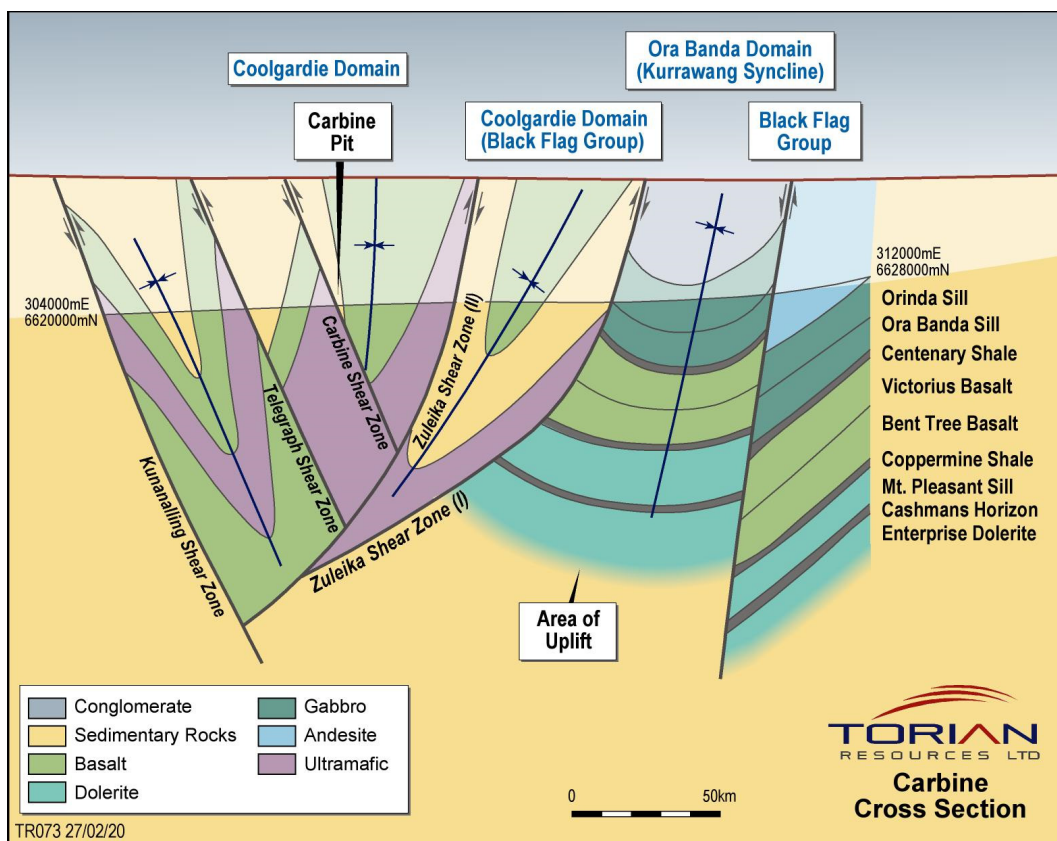 Coolgardie Domain
Ora Banda Domain
(Kurrawang Syncline)
Carbine
Pit
Coolgardie Domain
(Black Flag Group)
Black Flag
Group
304000mE
6620000mN
312000mE
6628000mN
Orinda Sill
Ora Banda Sill
Centenary Shale
Victorius Basalt
Bent Tree Basalt
Coppermine Shale
Mt. Pleasant Sill
Cashmans Horizon
Enterprise Dolerite
Kunanalling Shear Zone
Telegraph Shear Zone
Carbine Shear Zone
Zuleika Shear Zone (II)
Zuleika Shear Zone (I)
Area of
Uplift
Conglomerate
Sedimentary Rocks
Basalt
Dolerite
Gabbro
Andesite
Ultramafic
0 50km
TORIAN
RESOURCES LTD
Carbine
Cross Section
TR073 27/02/20